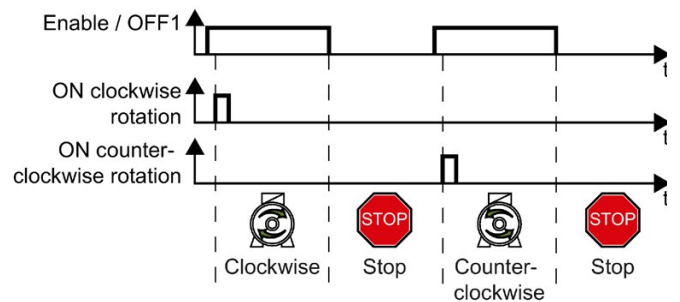 Enable / OFF1
t
ON clockwise
rotation
t
ON counter-
clockwise rotation
t
STOP
STOP
Clockwise
Stop
Counter-
clockwise
Stop